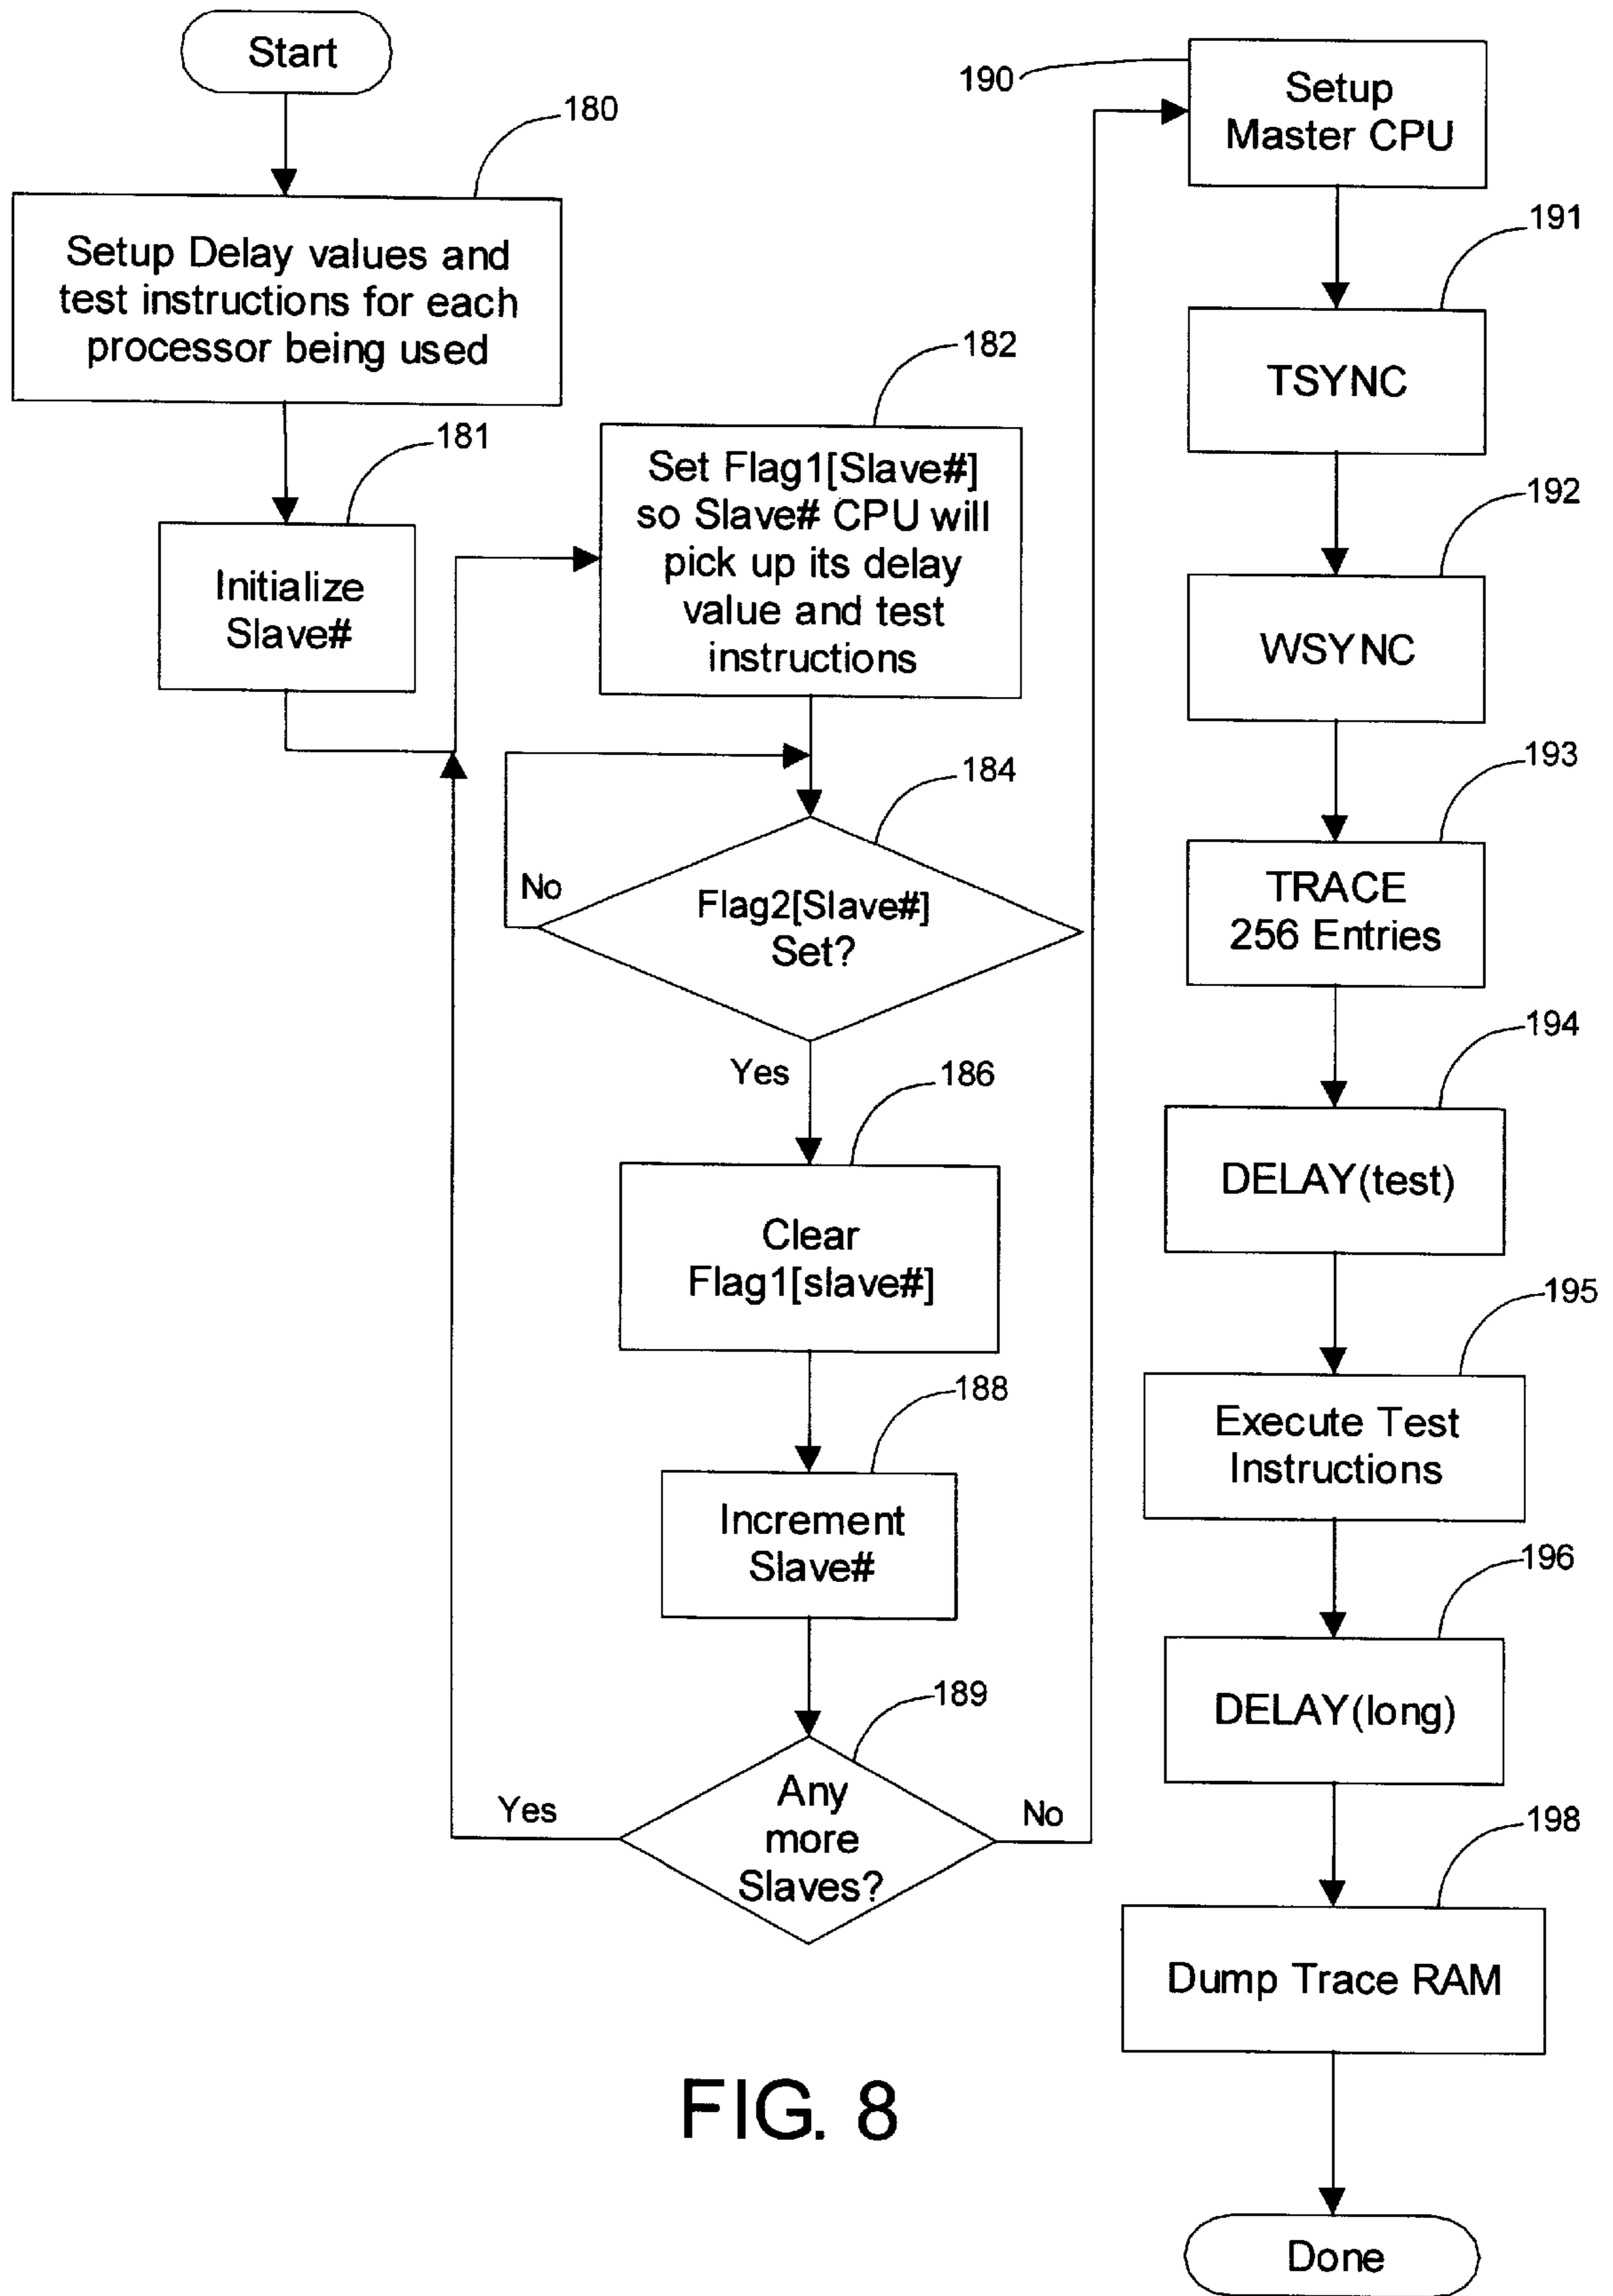 Start
180
Setup Delay values and
test instructions for each
processor being used
181
Initialize
Slave#
182
Set Flag1[Slave#]
so Slave# CPU will
pick up its delay
value and test
instructions
184
No
Flag2[Slave#]
Set?
Yes
186
Clear
Flag1[slave#]
188
Increment
Slave#
189
Any
more
Slaves?
Yes
No
190
Setup
Master CPU
191
TSYNC
192
WSYNC
193
TRACE
256 Entries
194
DELAY(test)
195
Execute Test
Instructions
196
DELAY(long)
198
Dump Trace RAM
Done
FIG. 8